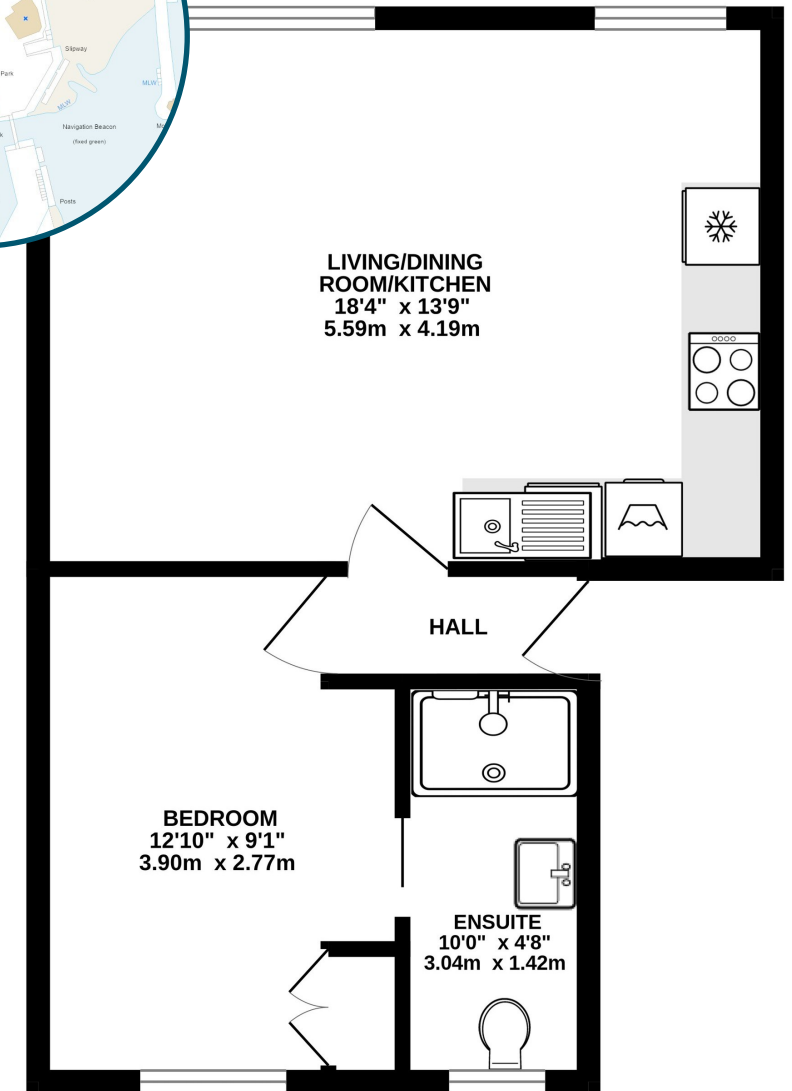 Slipway
Park
MLW
MLW
Navigation Beacon
(fixed green)
Posts
LIVING/DINING
ROOM/KITCHEN
18'4" x 13'9"
5.59m x 4.19m
HALL
BEDROOM
12'10" x 9'1"
3.90m x 2.77m
ENSUITE
10'0" x 4'8"
3.04m x 1.42m